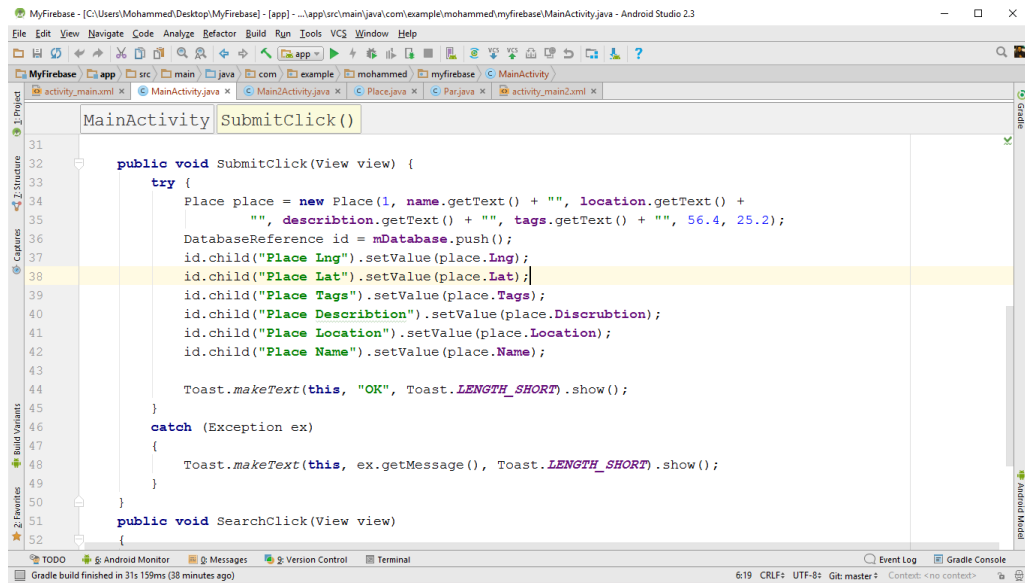 MyFirebase - [C:\Users\Mohammed\Desktop\MyFirebase] - [app] - ...\app\src\main\java\com\example\mohammed\myfirebase\MainActivity.java - Android Studio 2.3
File Edit View Navigate Code Analyze Refactor Build Run Tools VCS Window Help
app VCS VCS ?
MyFirebase app src main java com example mohammed myfirebase MainActivity
activity_main.xml MainActivity.java Main2Activity.java Place.java Par.java activity_main2.xml
1: Project
7: Structure
Captures
Build Variants
2: Favorites
Gradle
Android Model
MainActivity SubmitClick()
31
32 public void SubmitClick(View view) {
33 try {
34 Place place = new Place(1, name.getText() + "", location.getText() +
35 "", describtion.getText() + "", tags.getText() + "", 56.4, 25.2);
36 DatabaseReference id = mDatabase.push();
37 id.child("Place Lng").setValue(place.Lng);
38 id.child("Place Lat").setValue(place.Lat);
39 id.child("Place Tags").setValue(place.Tags);
40 id.child("Place Describtion").setValue(place.Discrubtion);
41 id.child("Place Location").setValue(place.Location);
42 id.child("Place Name").setValue(place.Name);
43
44 Toast.makeText(this, "OK", Toast.LENGTH_SHORT).show();
45 }
46 catch (Exception ex)
47 {
48 Toast.makeText(this, ex.getMessage(), Toast.LENGTH_SHORT).show();
49 }
50 }
51 public void SearchClick(View view)
52 {
TODO 6: Android Monitor 0: Messages 9: Version Control Terminal Event Log Gradle Console
Gradle build finished in 31s 159ms (38 minutes ago) 6:19 CRLF÷ UTF-8÷ Git: master÷ Context: <no context>